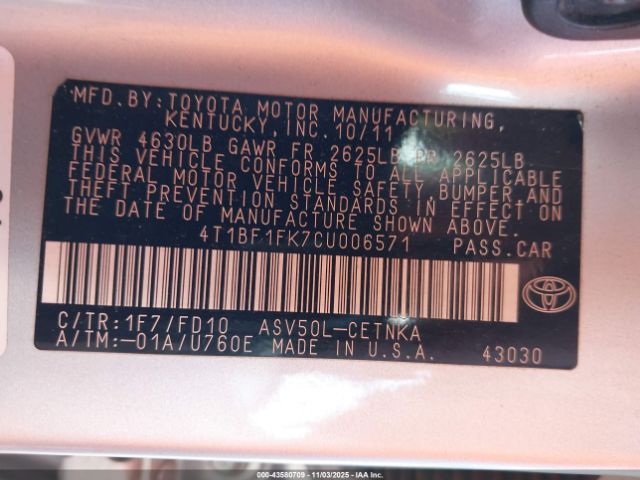 MFD.BY:TOYOTA MOTOR MANUFACTURING,
KENTUCKY,INC.10/11
GVWR 4630LB GAWR FR 2625LB RR 2625LB
THIS VEHICLE CONFORMS TO ALL APPLICABLE
FEDERAL MOTOR VEHICLE SAFETY,BUMPER,AND
THEFT PREVENTION STANDARDS IN EFFECT ON
THE DATE OF MANUFACTURE SHOWN ABOVE.
4T1BF1FK7CU006571 PASS.CAR
C/TR:1F7/FD10 ASV50L-CETNKA
A/TM:-01A/U760E MADE IN U.S.A. 43030
TOYOTA
00-43580709 - 11/03/2025 - IAA Inc.